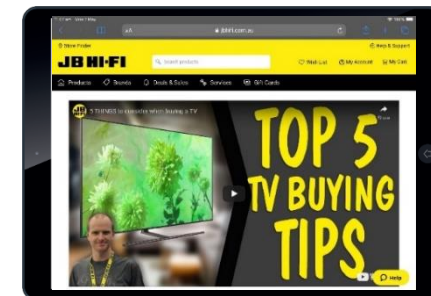 jbhifi.com.au
Store Finder
Help & Support
JB HI-FI
Search products
Wish List
My Account
My Cart
Products
Brands
Deals & Sales
Services
Gift Cards
5 THINGS to consider when buying a TV
Share
TOP 5
TV BUYING
TIPS
Help